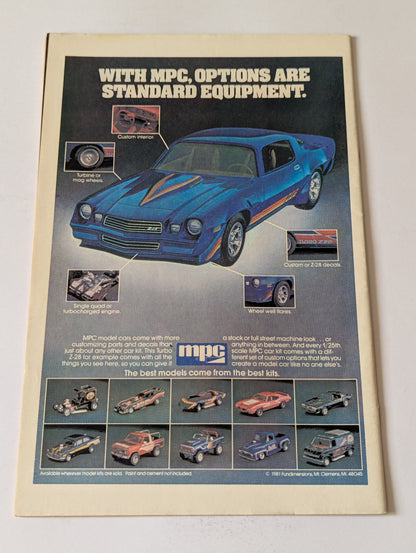 WITH MPC, OPTIONS ARE
STANDARD EQUIPMENT.
Custom interior.
Turbine or
mag wheels.
Z28
TURBO Z28
Custom or Z-28 decals.
Single quad or
turbocharged engine.
Wheel well flares.
MPC model cars come with more
customizing parts and decals than
just about any other car kit. This Turbo
Z-28 for example comes with all the
things you see here, so you can give it
mpc
a stock or full street machine look... or
anything in between. And every 1/25th
scale MPC car kit comes with a dif-
ferent set of custom options that lets you
create a model car like no one else's.
The best models come from the best kits.
Available wherever model kits are sold. Paint and cement not included.
© 1981 Fundimensions, Mt. Clemens, MI. 48045